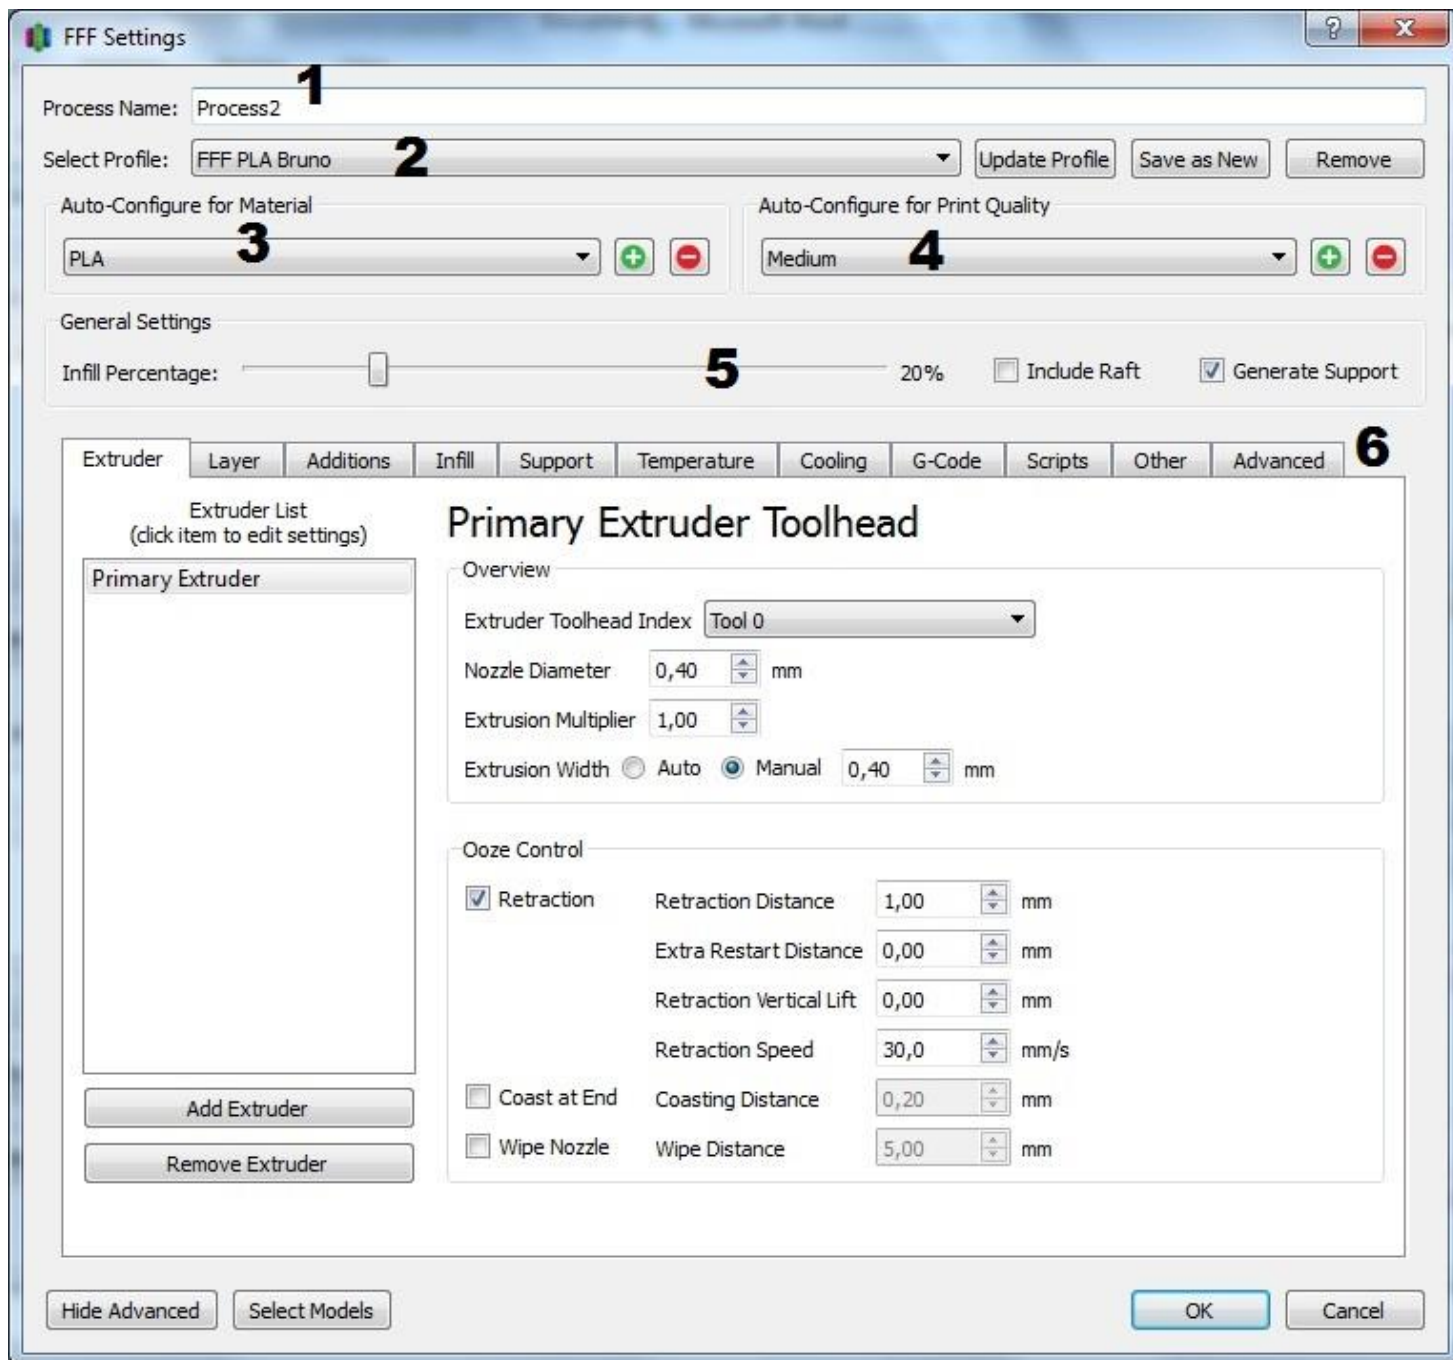 FFF Settings
1
Process Name: Process2
Select Profile: FFF PLA Bruno 2 Update Profile Save as New Remove
Auto-Configure for Material Auto-Configure for Print Quality
3 4
PLA Medium
General Settings
Infill Percentage: 5 20% Include Raft Generate Support
6
Extruder Layer Additions Infill Support Temperature Cooling G-Code Scripts Other Advanced
Extruder List
(click item to edit settings)
Primary Extruder
Add Extruder
Remove Extruder
Primary Extruder Toolhead
Overview
Extruder Toolhead Index Tool 0
Nozzle Diameter 0,40 mm
Extrusion Multiplier 1,00
Extrusion Width Auto Manual 0,40 mm
Ooze Control
Retraction Retraction Distance 1,00 mm
Extra Restart Distance 0,00 mm
Retraction Vertical Lift 0,00 mm
Retraction Speed 30,0 mm/s
Coast at End Coasting Distance 0,20 mm
Wipe Nozzle Wipe Distance 5,00 mm
Hide Advanced Select Models OK Cancel